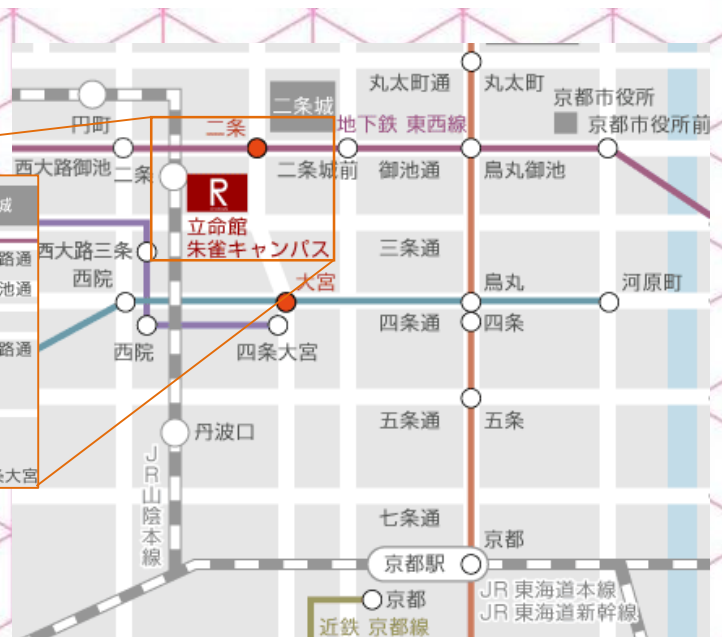 丸太町通
丸太町
二条城
京都市役所
円町
二条
地下鉄 東西線
京都市役所前
西大路御池
二条
二条城前
御池通
烏丸御池
R
立命館
朱雀キャンパス
城
路通
西大路三条
三条通
池通
西院
大宮
烏丸
河原町
四条通
四条
路通
西院
四条大宮
五条通
五条
丹波口
JR山陰本線
条大宮
七条通
京都
京都駅
JR 東海道本線
JR 東海道新幹線
京都
近鉄 京都線